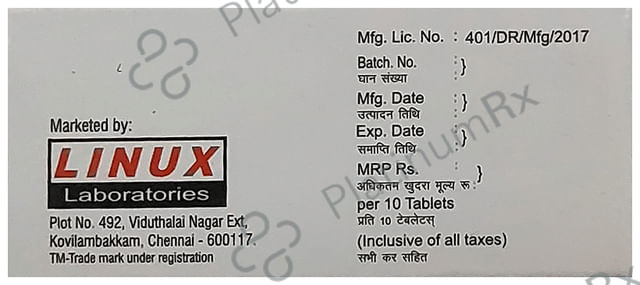 Marketed by:
LINUX
Laboratories
Plot No. 492, Viduthalai Nagar Ext,
Kovilambakkam, Chennai - 600117.
TM-Trade mark under registration
Mfg. Lic. No. : 401/DR/Mfg/2017
Batch. No. : }
घान संख्या :
Mfg. Date : }
उत्पादन तिथि :
Exp. Date : }
समाप्ति तिथि :
MRP Rs. : }
अधिकतम खुदरा मूल्य रू :
per 10 Tablets
प्रति 10 टेबलेटस्
(Inclusive of all taxes)
सभी कर सहित
PlatinumRx